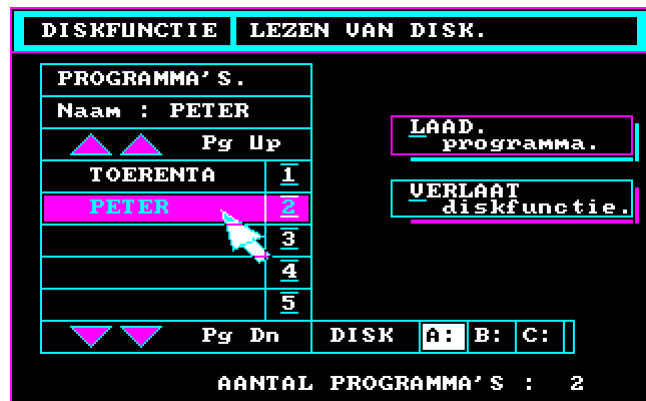 DISKFUNCTIE LEZEN VAN DISK.
PROGRAMMA'S.
Naam : PETER
Pg Up
TOERENTA 1
PETER 2
3
4
5
Pg Dn DISK A: B: C:
LAAD.
programma.
VERLAAT
diskfunctie.
AANTAL PROGRAMMA'S : 2